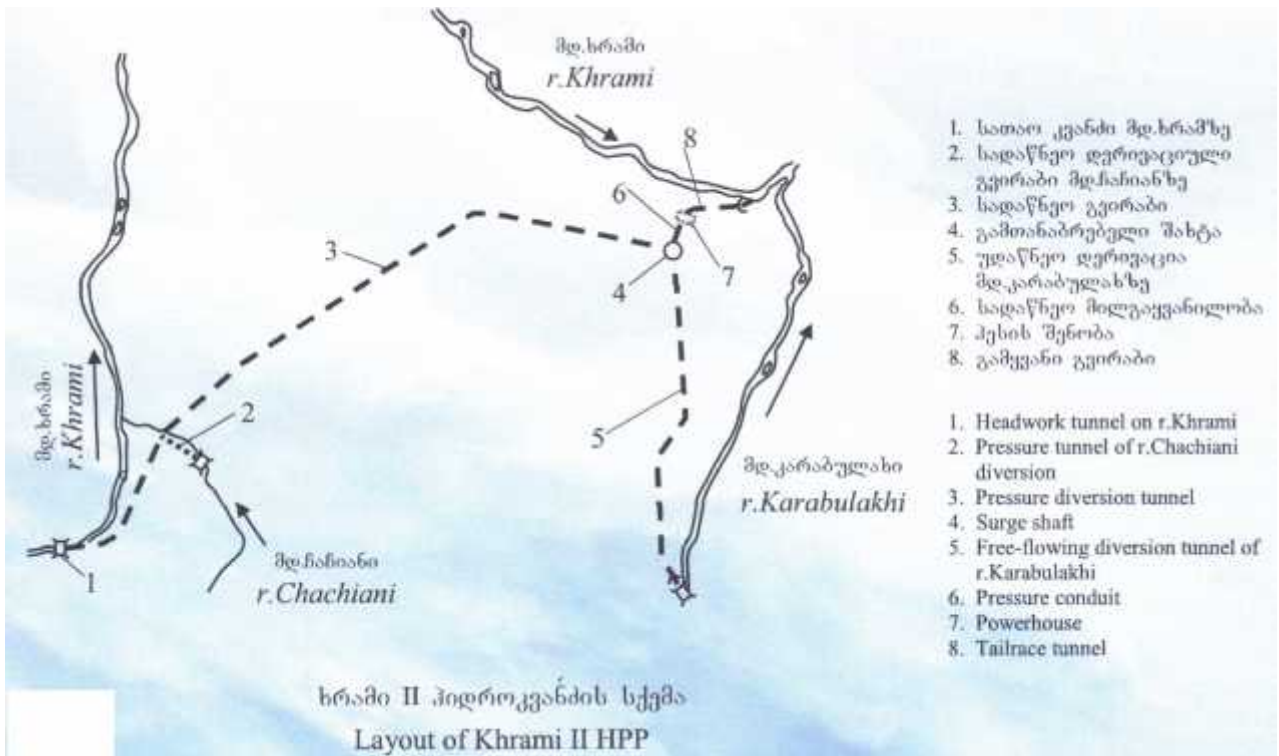 მდ.ხრამი
r.Khrami
8
6
3
4
7
მდ.ხრამი
r.Khrami
2
5
მდ.კარაბულახი
r.Karabulakhi
1
მდ.ჩაჩიანი
r.Chachiani
1. სათაო კვანძი მდ.ხრამზე
2. სადაწნეო დერივაციული
გვირაბი მდ.ჩაჩიანზე
3. სადაწნეო გვირაბი
4. გამთანაბრებელი შახტა
5. უდაწნეო დერივაცია
მდ.კარაბულახზე
6. სადაწნეო მილგაყვანილობა
7. ჰესის შენობა
8. გამყვანი გვირაბი
1. Headwork tunnel on r.Khrami
2. Pressure tunnel of r.Chachiani
diversion
3. Pressure diversion tunnel
4. Surge shaft
5. Free-flowing diversion tunnel of
r.Karabulakhi
6. Pressure conduit
7. Powerhouse
8. Tailrace tunnel
ხრამი II ჰიდროკვანძის სქემა
Layout of Khrami II HPP